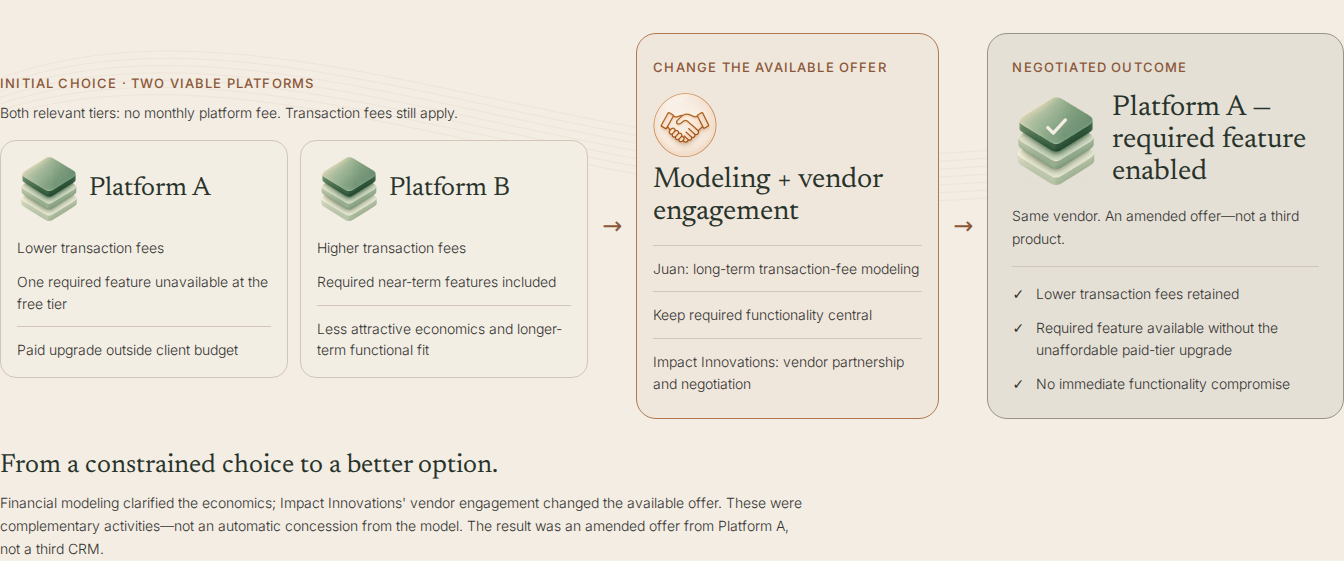 INITIAL CHOICE · TWO VIABLE PLATFORMS
Both relevant tiers: no monthly platform fee. Transaction fees still apply.
Platform A
Lower transaction fees
One required feature unavailable at the
free tier
Paid upgrade outside client budget
Platform B
Higher transaction fees
Required near-term features included
Less attractive economics and longer-
term functional fit
→
CHANGE THE AVAILABLE OFFER
Modeling + vendor
engagement
Juan: long-term transaction-fee modeling
Keep required functionality central
Impact Innovations: vendor partnership
and negotiation
→
NEGOTIATED OUTCOME
Platform A —
required feature
enabled
Same vendor. An amended offer—not a third
product.
✓ Lower transaction fees retained
✓ Required feature available without the
unaffordable paid-tier upgrade
✓ No immediate functionality compromise
From a constrained choice to a better option.
Financial modeling clarified the economics; Impact Innovations' vendor engagement changed the available offer. These were
complementary activities—not an automatic concession from the model. The result was an amended offer from Platform A,
not a third CRM.